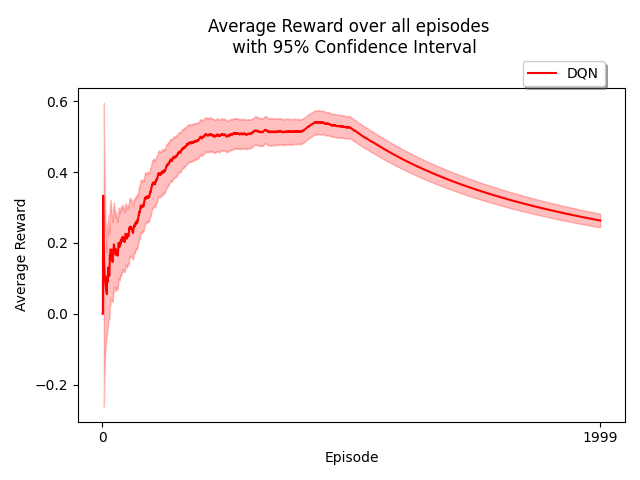 Average Reward over all episodes
with 95% Confidence Interval
DQN
0.6
0.4
0.2
0.0
−0.2
Average Reward
0
1999
Episode